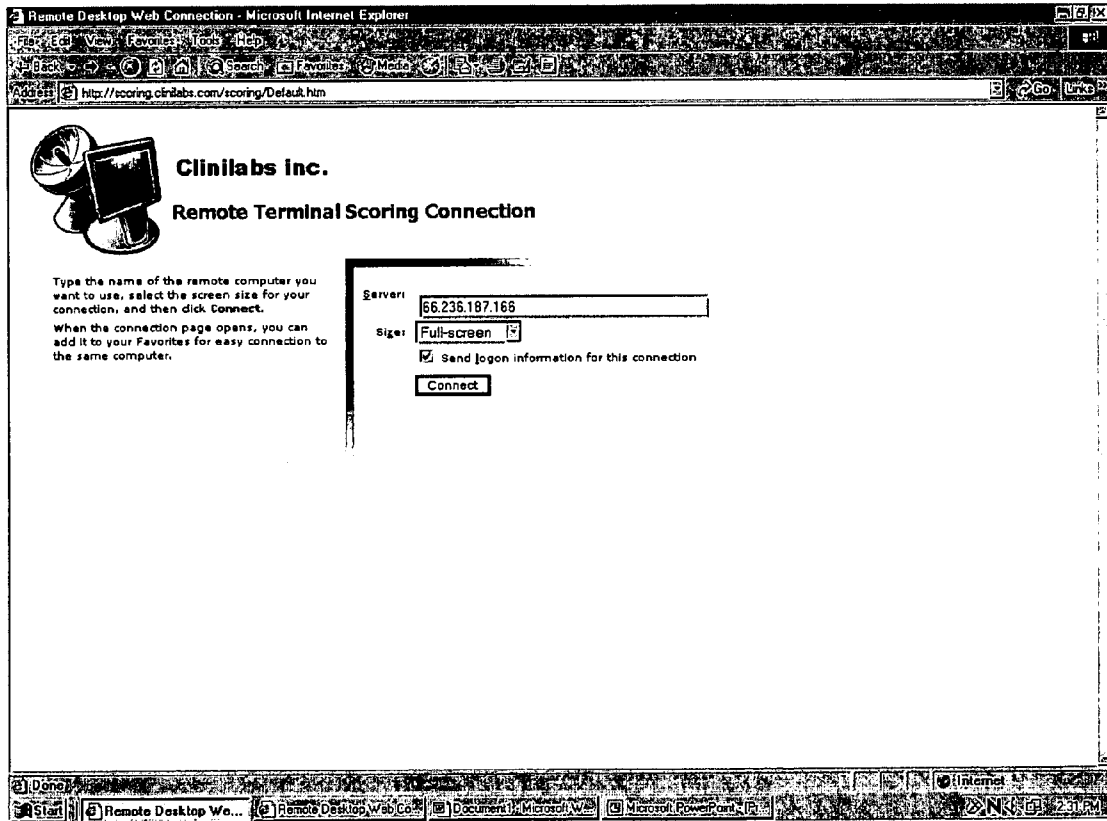 Remote Desktop Web Connection - Microsoft Internet Explorer
File Edit View Favorites Tools Help
Back Search Favorites Media
Address http://scoring.clinilabs.com/scoring/Default.htm Go Links
Clinilabs inc.
Remote Terminal Scoring Connection
Type the name of the remote computer you
want to use, select the screen size for your
connection, and then click Connect.
When the connection page opens, you can
add it to your Favorites for easy connection to
the same computer.
Server: 66.236.187.166
Size: Full-screen
Send logon information for this connection
Connect
Done Internet
Start Remote Desktop We... Remote Desktop Web Co... Document1 - Microsoft W... Microsoft PowerPoint - [P... 2:31 PM